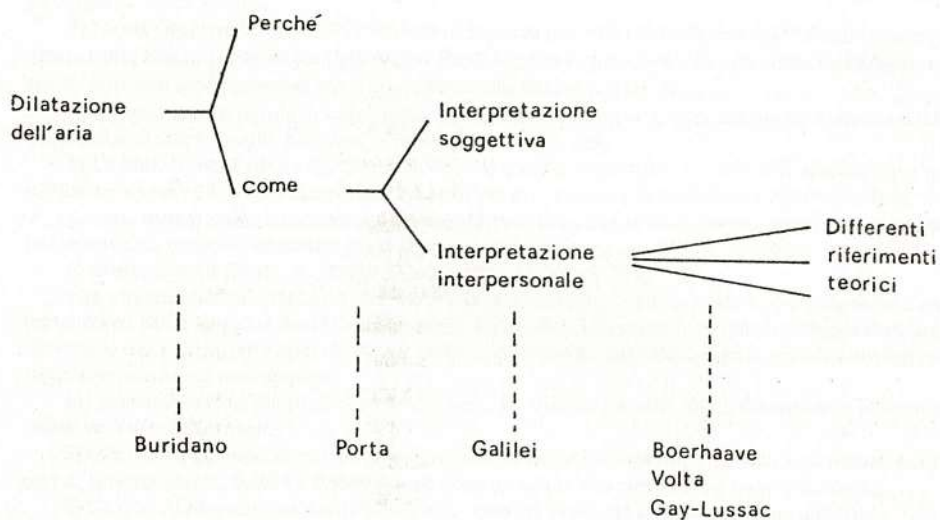 Perché
Dilatazione
dell'aria
Interpretazione
soggettiva
Come
Interpretazione
interpersonale
Differenti
riferimenti
teorici
Buridano
Porta
Galilei
Boerhaave
Volta
Gay-Lussac